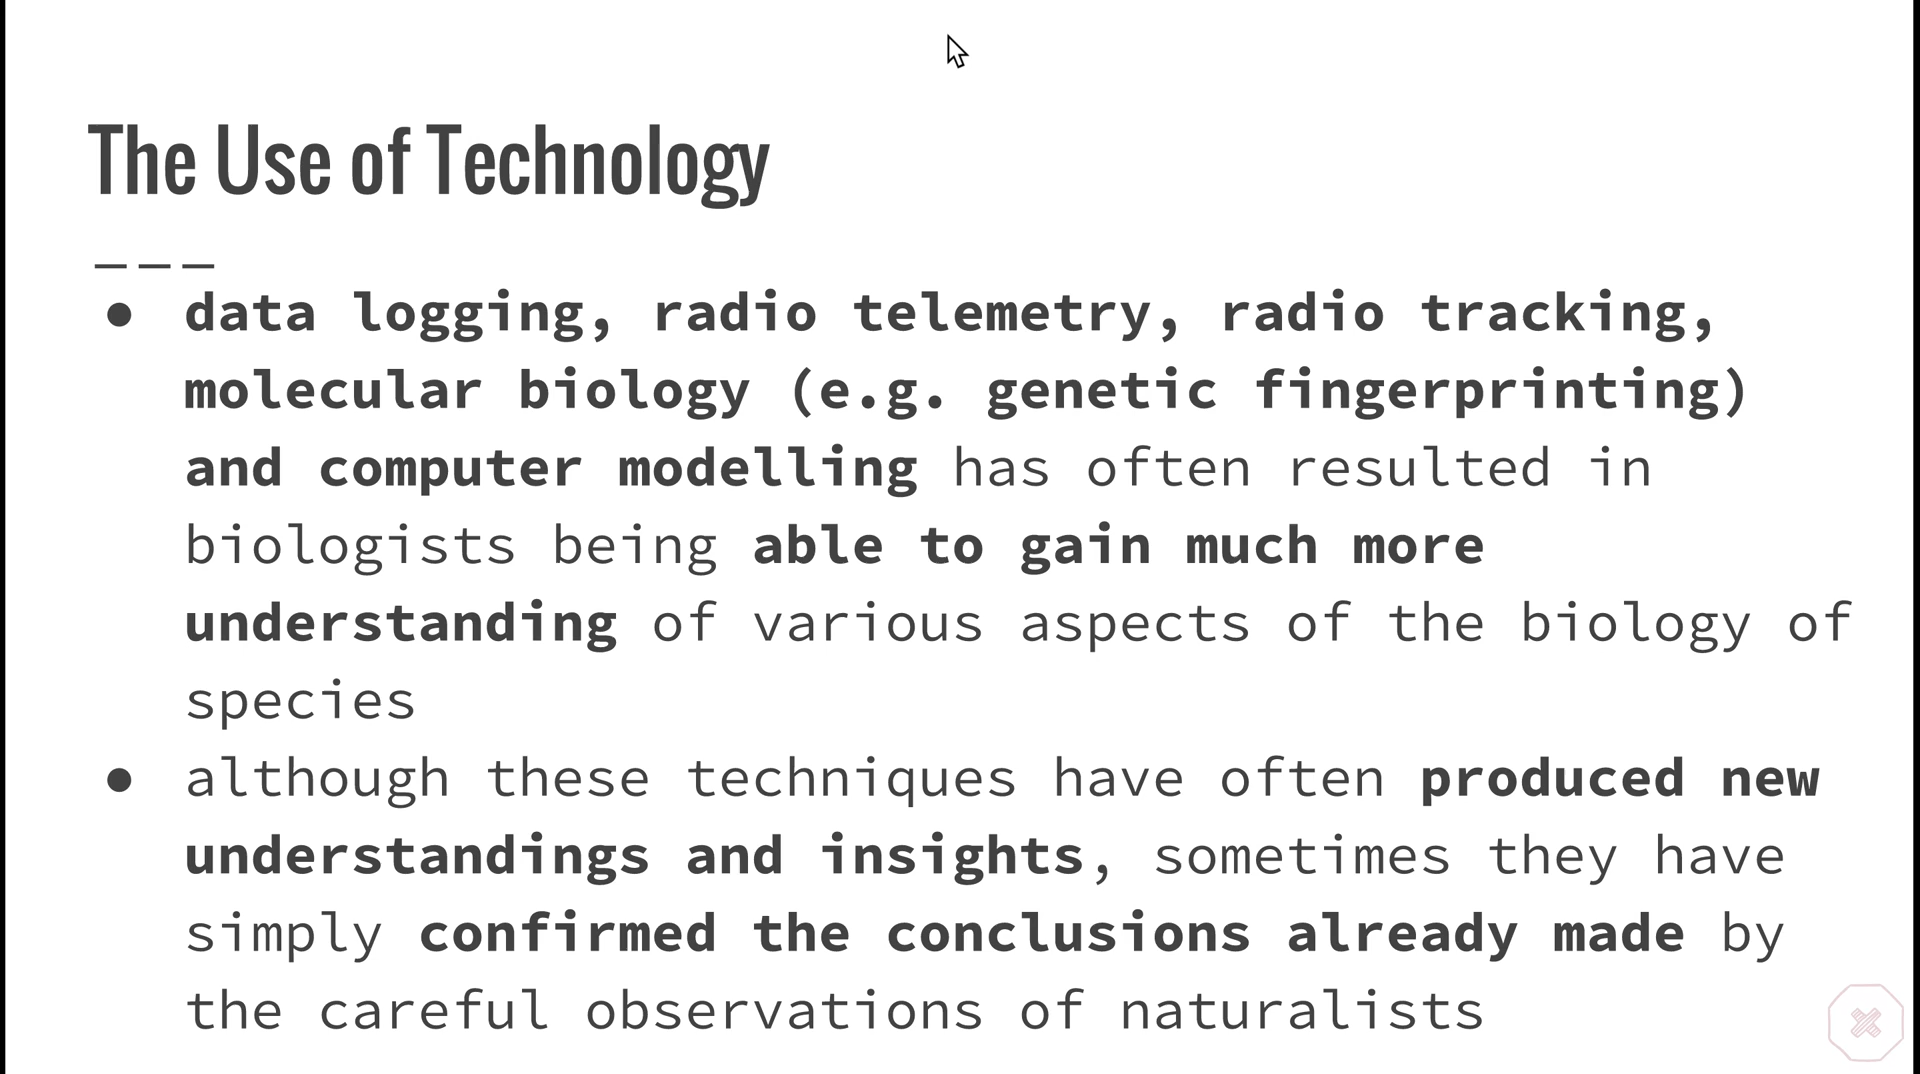 The Use of Technology
___
● data logging, radio telemetry, radio tracking,
molecular biology (e.g. genetic fingerprinting)
and computer modelling has often resulted in
biologists being able to gain much more
understanding of various aspects of the biology of
species
● although these techniques have often produced new
understandings and insights, sometimes they have
simply confirmed the conclusions already made by
the careful observations of naturalists